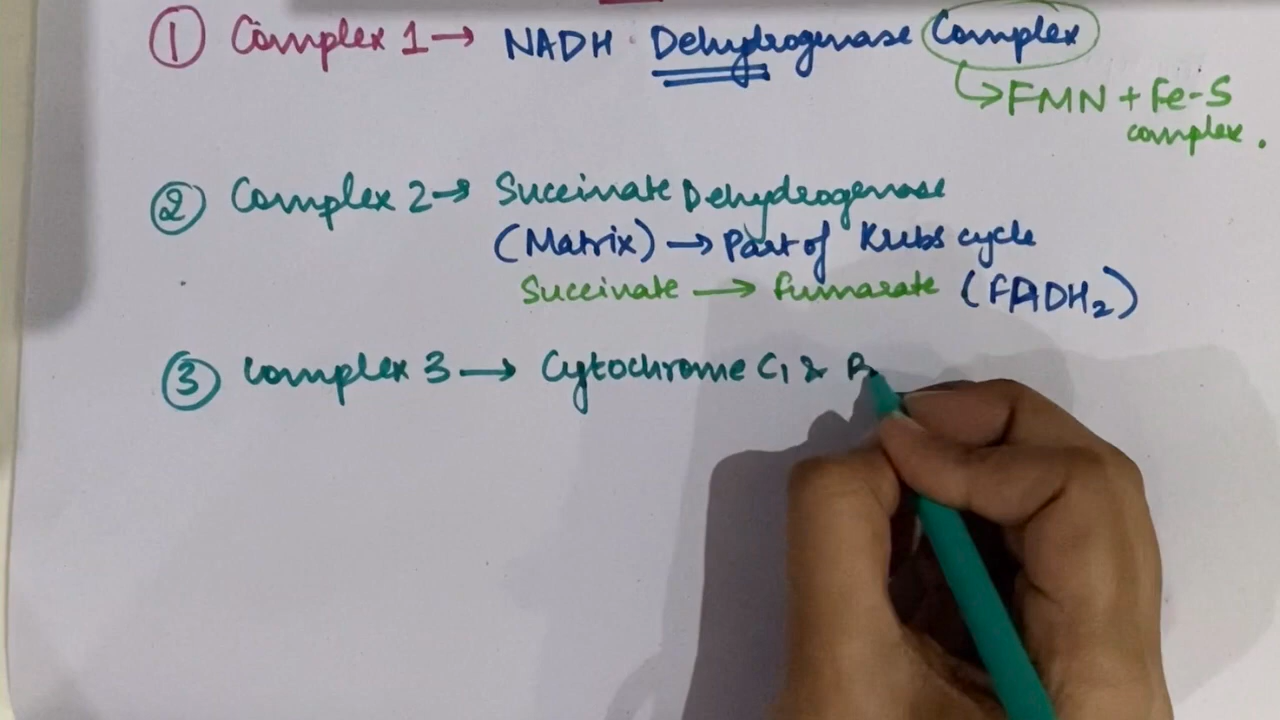 ① Complex 1 → NADH Dehydrogenase Complex
↳ FMN + Fe-S
complex.
② Complex 2 → Succinate Dehydrogenase
(Matrix) → Part of Krebs cycle
Succinate → fumarate (FADH₂)
③ Complex 3 → Cytochrome C₁ &